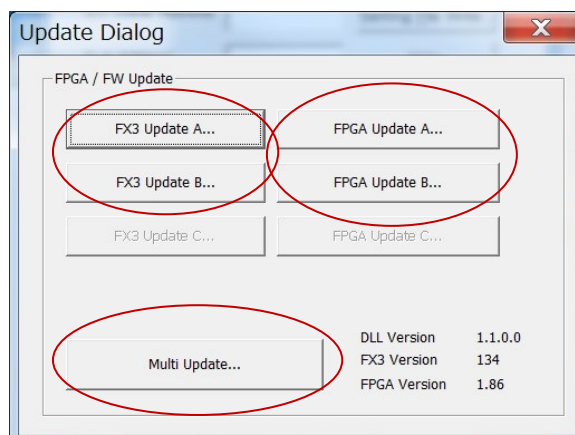 Update Dialog
FPGA / FW Update
FX3 Update A...
FPGA Update A...
FX3 Update B...
FPGA Update B...
FX3 Update C...
FPGA Update C...
Multi Update...
DLL Version 1.1.0.0
FX3 Version 134
FPGA Version 1.86